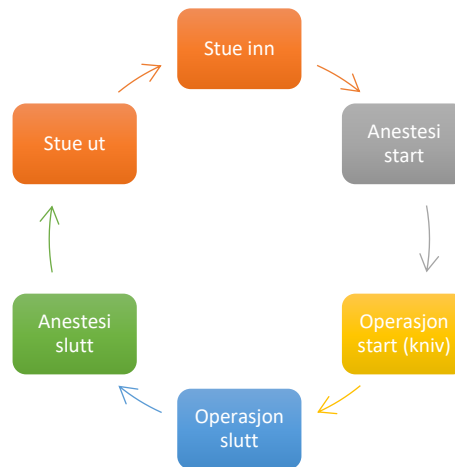 Stue inn
Anestesi
start
Operasjon
start (kniv)
Operasjon
slutt
Anestesi
slutt
Stue ut